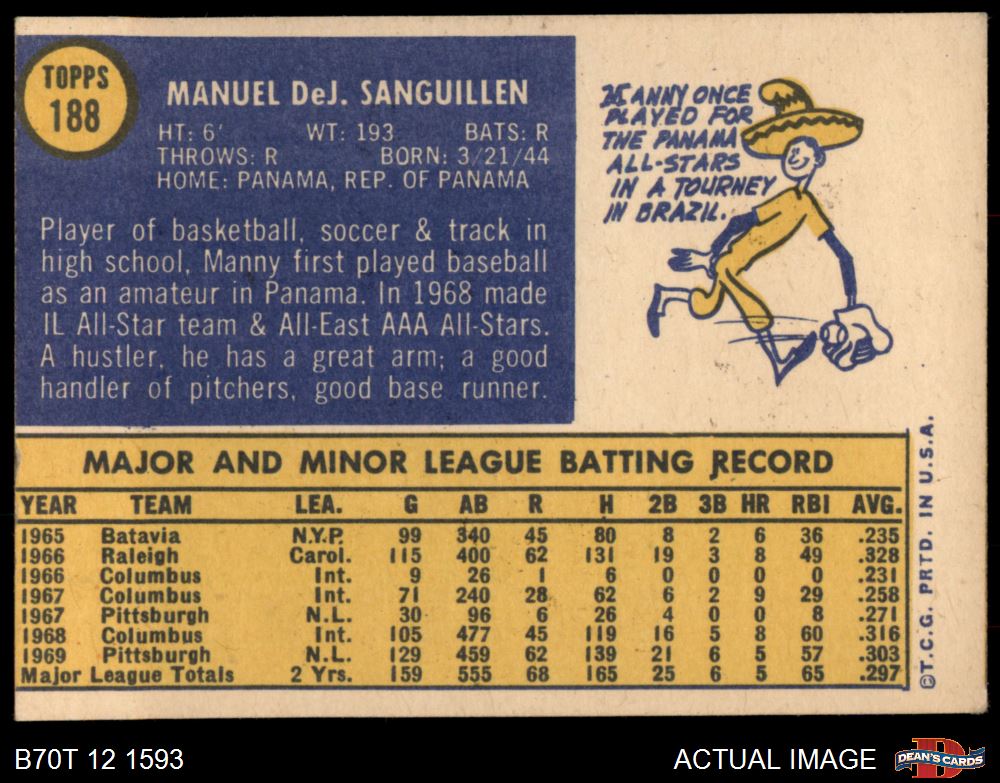 TOPPS
188
MANUEL DeJ. SANGUILLEN
HT: 6' WT: 193 BATS: R
THROWS: R BORN: 3/21/44
HOME: PANAMA, REP. OF PANAMA
Player of basketball, soccer & track in
high school, Manny first played baseball
as an amateur in Panama. In 1968 made
IL All-Star team & All-East AAA All-Stars.
A hustler, he has a great arm; a good
handler of pitchers, good base runner.
MANNY ONCE
PLAYED FOR
THE PANAMA
ALL-STARS
IN A TOURNEY
IN BRAZIL.
MAJOR AND MINOR LEAGUE BATTING RECORD
YEAR TEAM LEA. G AB R H 2B 3B HR RBI AVG.
1965 Batavia N.Y.P. 99 340 45 80 8 2 6 36 .235
1966 Raleigh Carol. 115 400 62 131 19 3 8 49 .328
1966 Columbus Int. 9 26 1 6 0 0 0 0 .231
1967 Columbus Int. 71 240 28 62 6 2 9 29 .258
1967 Pittsburgh N.L. 30 96 6 26 4 0 0 8 .271
1968 Columbus Int. 105 477 45 119 16 5 8 60 .316
1969 Pittsburgh N.L. 129 459 62 139 21 6 5 57 .303
Major League Totals 2 Yrs. 159 555 68 165 25 6 5 65 .297
©T.C.G. PRTD. IN U.S.A.
B70T 12 1593
ACTUAL IMAGE
D
DEAN'S CARDS